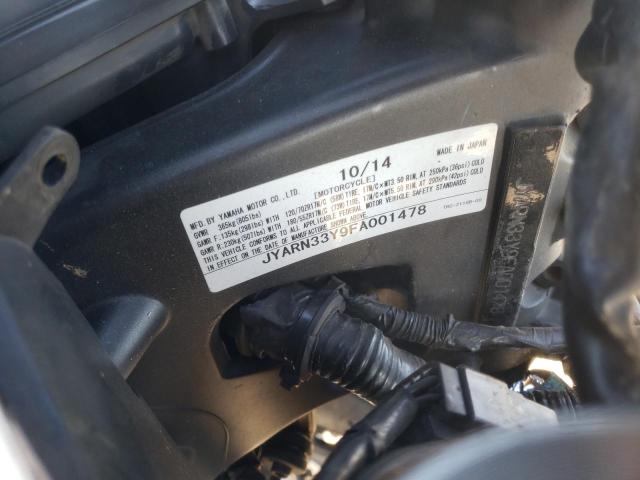 MFD. BY YAMAHA MOTOR CO., LTD. 10/14 MADE IN JAPAN
GVWR 365kg(805lbs) [MOTORCYCLE]
GAWR F:135kg(298lbs) WITH 120/70ZR17M/C (58W) TIRE, 17M/C×MT3.50 RIM, AT 250kPa(36psi) COLD
GAWR R:230kg(507lbs) WITH 180/55ZR17M/C (73W) TIRE, 17M/C×MT5.50 RIM, AT 290kPa(42psi) COLD
THIS VEHICLE CONFORMS TO ALL APPLICABLE FEDERAL MOTOR VEHICLE SAFETY STANDARDS
IN EFFECT ON THE DATE OF MANUFACTURE SHOWN ABOVE.
JYARN33Y9FA001478